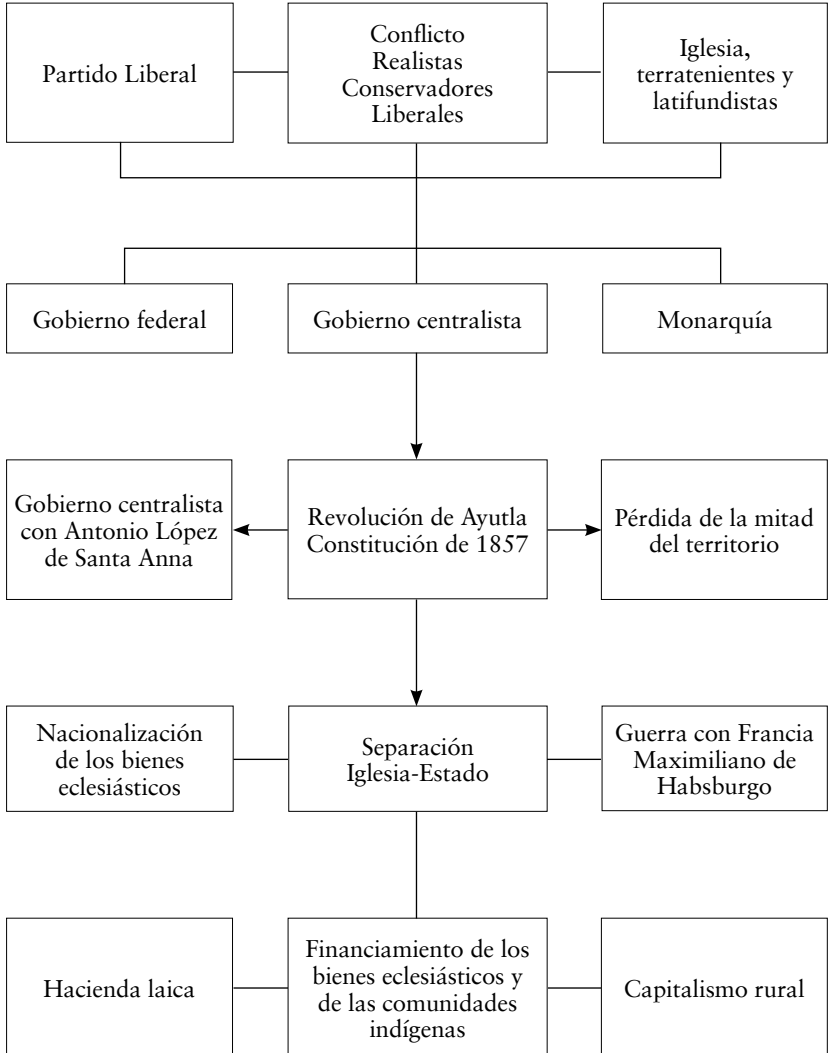 Partido Liberal
Conflicto
Realistas
Conservadores
Liberales
Iglesia,
terratenientes y
latifundistas
Gobierno federal
Gobierno centralista
Monarquía
Gobierno centralista
con Antonio López
de Santa Anna
Revolución de Ayutla
Constitución de 1857
Pérdida de la mitad
del territorio
Nacionalización
de los bienes
eclesiásticos
Separación
Iglesia-Estado
Guerra con Francia
Maximiliano de
Habsburgo
Hacienda laica
Financiamiento de los
bienes eclesiásticos y
de las comunidades
indígenas
Capitalismo rural